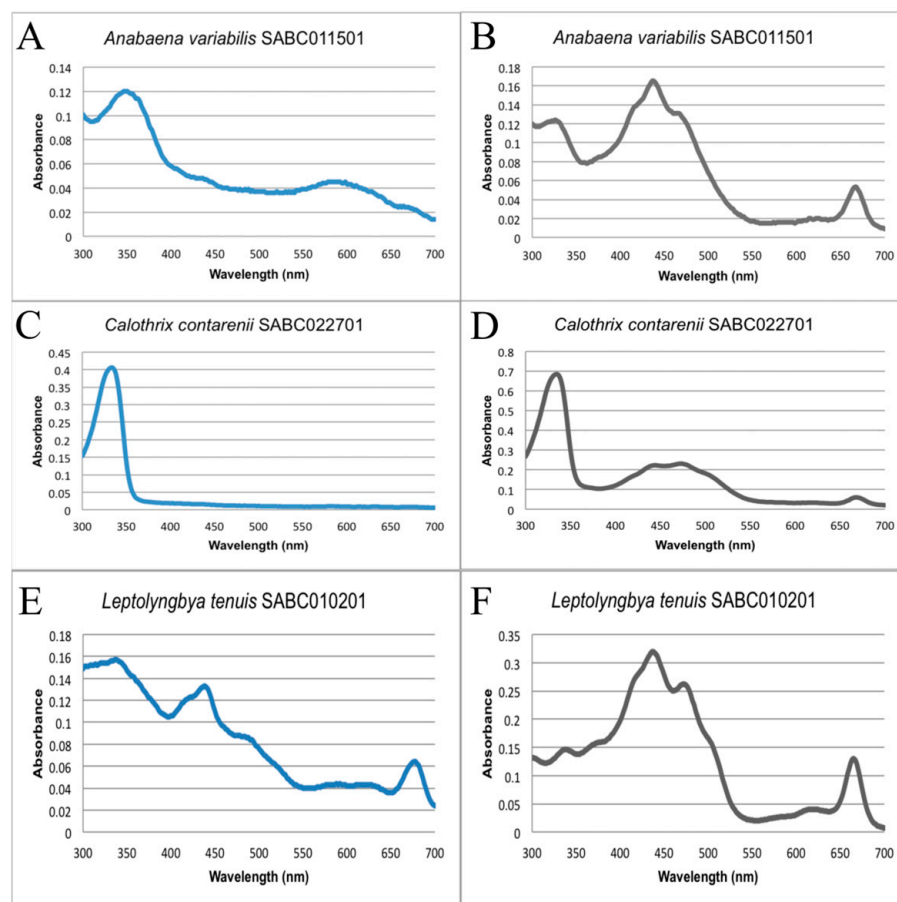 A
Anabaena variabilis SABC011501
0.14
0.12
0.1
0.08
0.06
0.04
0.02
0
Absorbance
300 350 400 450 500 550 600 650 700
Wavelength (nm)
B
Anabaena variabilis SABC011501
0.18
0.16
0.14
0.12
0.1
0.08
0.06
0.04
0.02
0
Absorbance
300 350 400 450 500 550 600 650 700
Wavelength (nm)
C
Calothrix contarenii SABC022701
0.45
0.4
0.35
0.3
0.25
0.2
0.15
0.1
0.05
0
Absorbance
300 350 400 450 500 550 600 650 700
Wavelength (nm)
D
Calothrix contarenii SABC022701
0.8
0.7
0.6
0.5
0.4
0.3
0.2
0.1
0
Absorbance
300 350 400 450 500 550 600 650 700
Wavelength (nm)
E
Leptolyngbya tenuis SABC010201
0.18
0.16
0.14
0.12
0.1
0.08
0.06
0.04
0.02
0
Absorbance
300 350 400 450 500 550 600 650 700
Wavelength (nm)
F
Leptolyngbya tenuis SABC010201
0.35
0.3
0.25
0.2
0.15
0.1
0.05
0
Absorbance
300 350 400 450 500 550 600 650 700
Wavelength (nm)